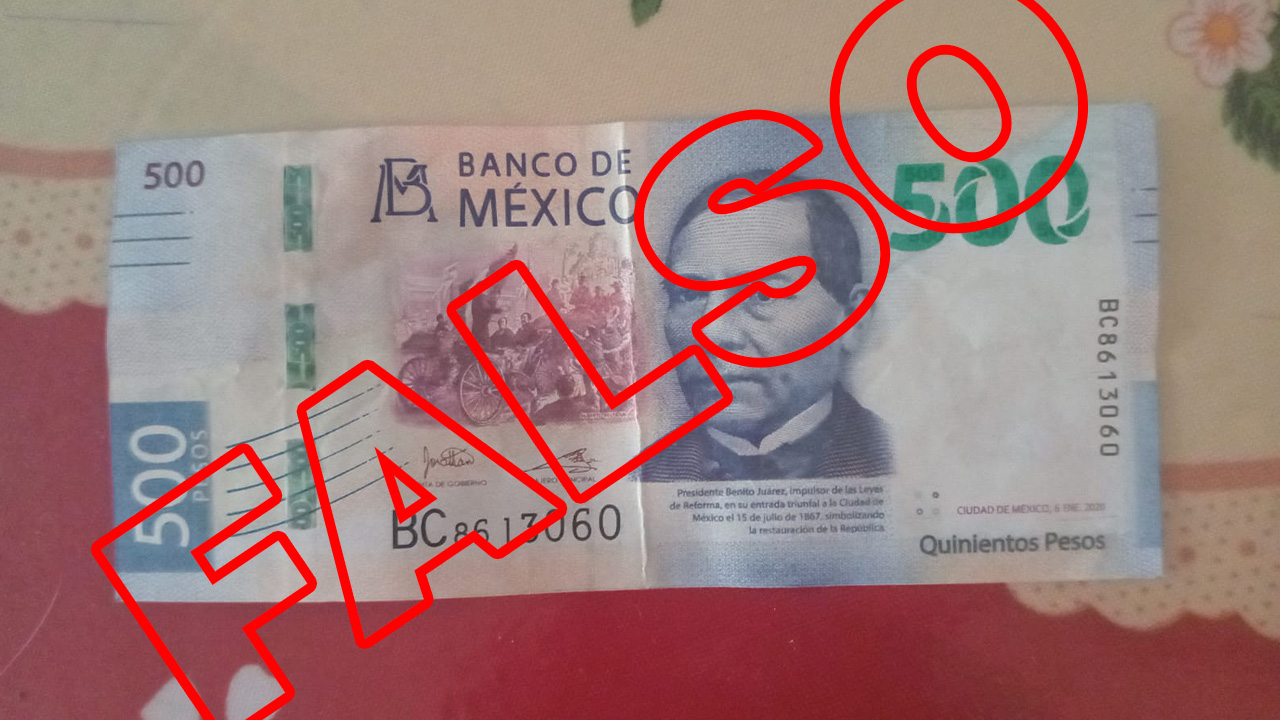 FALSO
500
BANCO DE
MÉXICO
500
500
PESOS
BC8613060
BC8613060
Presidente Benito Juárez, impulsor de las Leyes
de Reforma, en su entrada triunfal a la Ciudad de
México el 15 de julio de 1867, simbolizando
la restauración de la República.
CIUDAD DE MÉXICO, 6 ENE. 2020
Quinientos Pesos